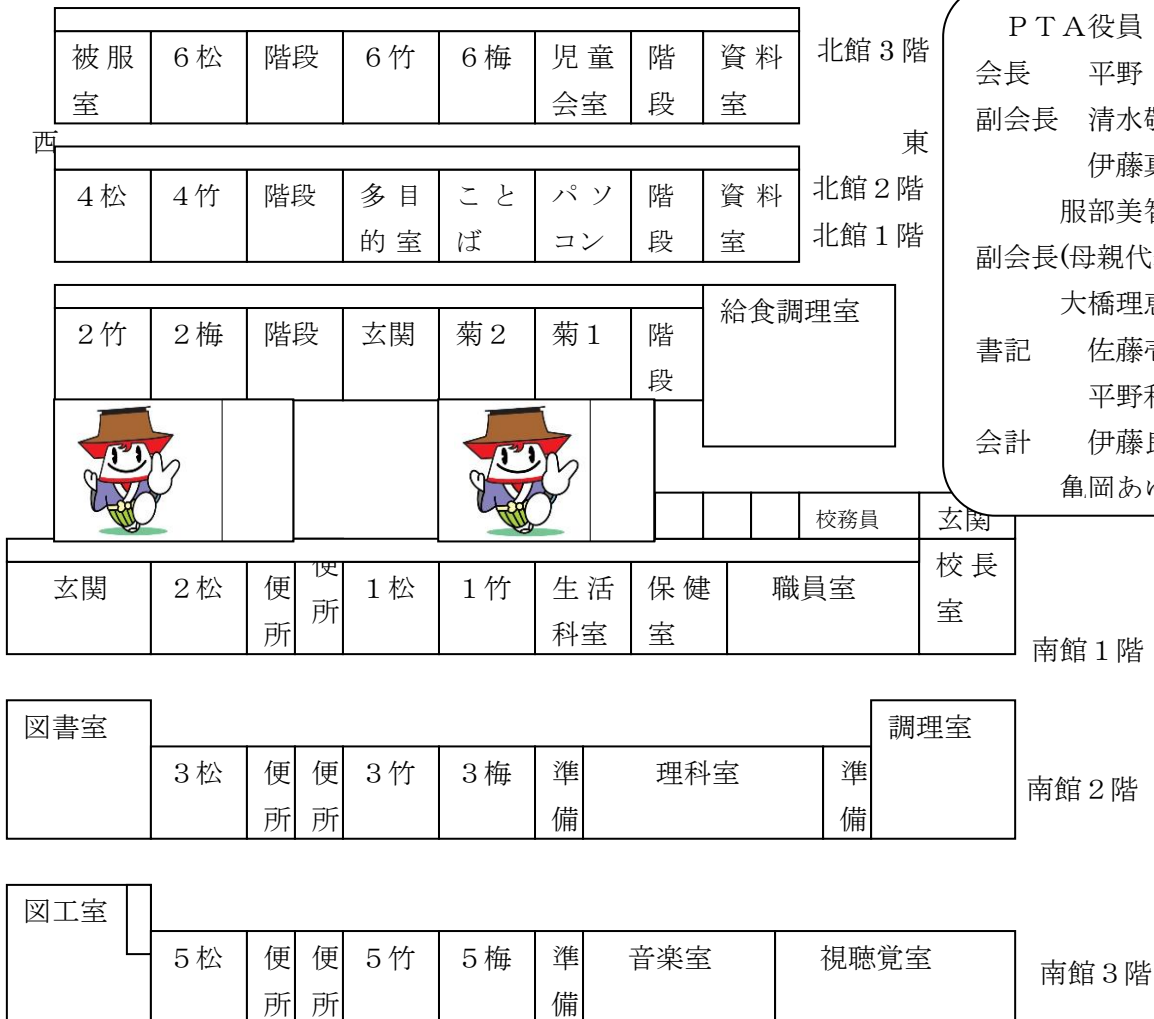 被服室 ６松 階段 ６竹 ６梅 児童会室 階段 資料室 北館３階
西 東
４松 ４竹 階段 多目的室 ことば パソコン 階段 資料室 北館２階
北館１階
２竹 ２梅 階段 玄関 菊２ 菊１ 階段 給食調理室
校務員 玄関
玄関 ２松 便所 便所 １松 １竹 生活科室 保健室 職員室 校長室
南館１階
図書室 調理室
３松 便所 便所 ３竹 ３梅 準備 理科室 準備 南館２階
図工室
５松 便所 便所 ５竹 ５梅 準備 音楽室 視聴覚室 南館３階
ＰＴＡ役員
会長 平野
副会長 清水
伊藤
服部美
副会長(母親代
大橋理
書記 佐藤
平野
会計 伊藤
亀岡あ